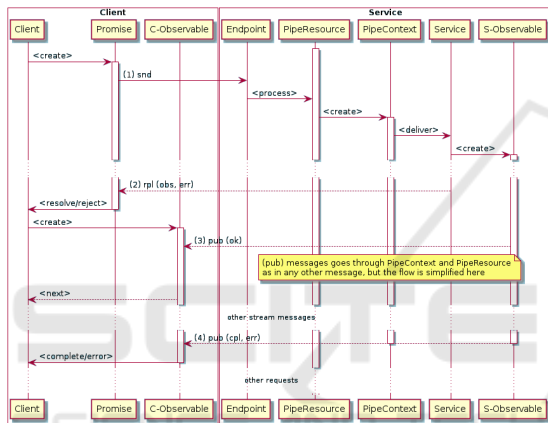 Client Service
Client Promise C-Observable Endpoint PipeResource PipeContext Service S-Observable
<create>
(1) snd
<process>
<create>
<deliver>
<create>
(2) rpl (obs, err)
<resolve/reject>
<create>
(3) pub (ok)
(pub) messages goes through PipeContext and PipeResource
as in any other message, but the flow is simplified here
<next>
other stream messages
(4) pub (cpl, err)
<complete/error>
other requests
Client Promise C-Observable Endpoint PipeResource PipeContext Service S-Observable